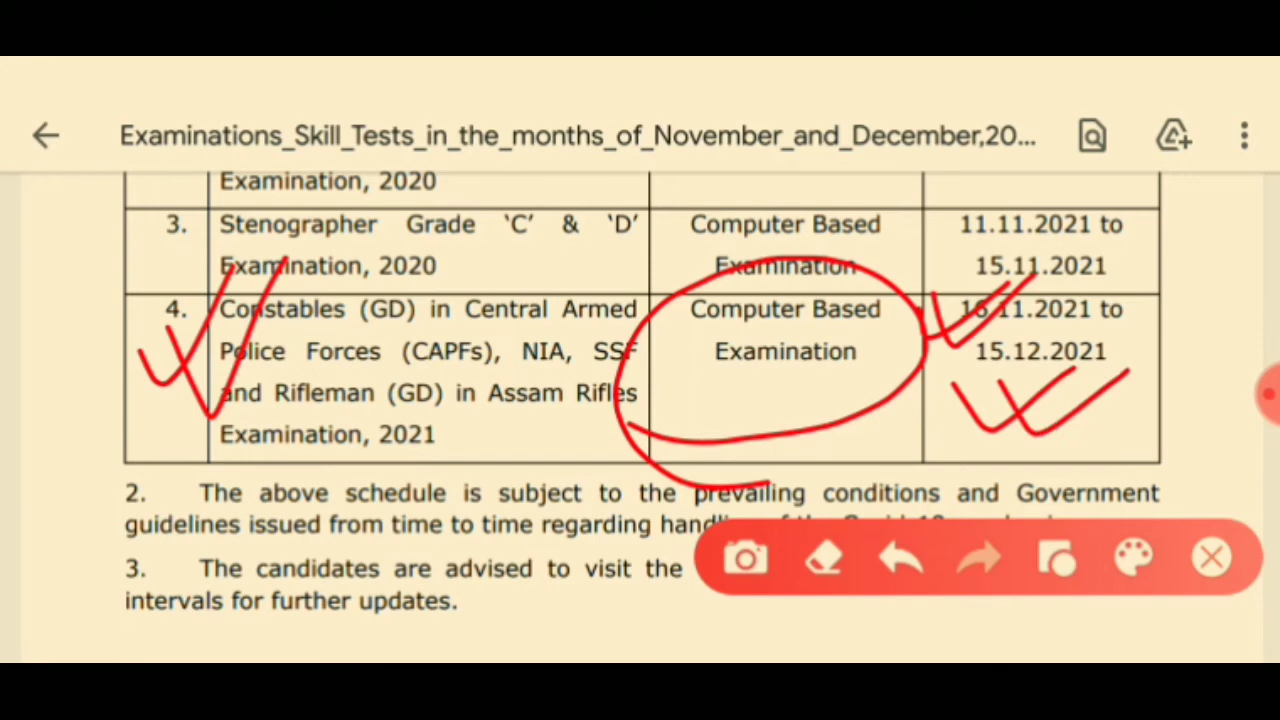 Examinations_Skill_Tests_in_the_months_of_November_and_December,20...
Examination, 2020
3. Stenographer Grade ‘C’ & ‘D’ Computer Based 11.11.2021 to
Examination, 2020 Examination 15.11.2021
4. Constables (GD) in Central Armed Computer Based 16.11.2021 to
Police Forces (CAPFs), NIA, SSF Examination 15.12.2021
and Rifleman (GD) in Assam Rifles
Examination, 2021
2. The above schedule is subject to the prevailing conditions and Government
guidelines issued from time to time regarding
3. The candidates are advised to visit the
intervals for further updates.